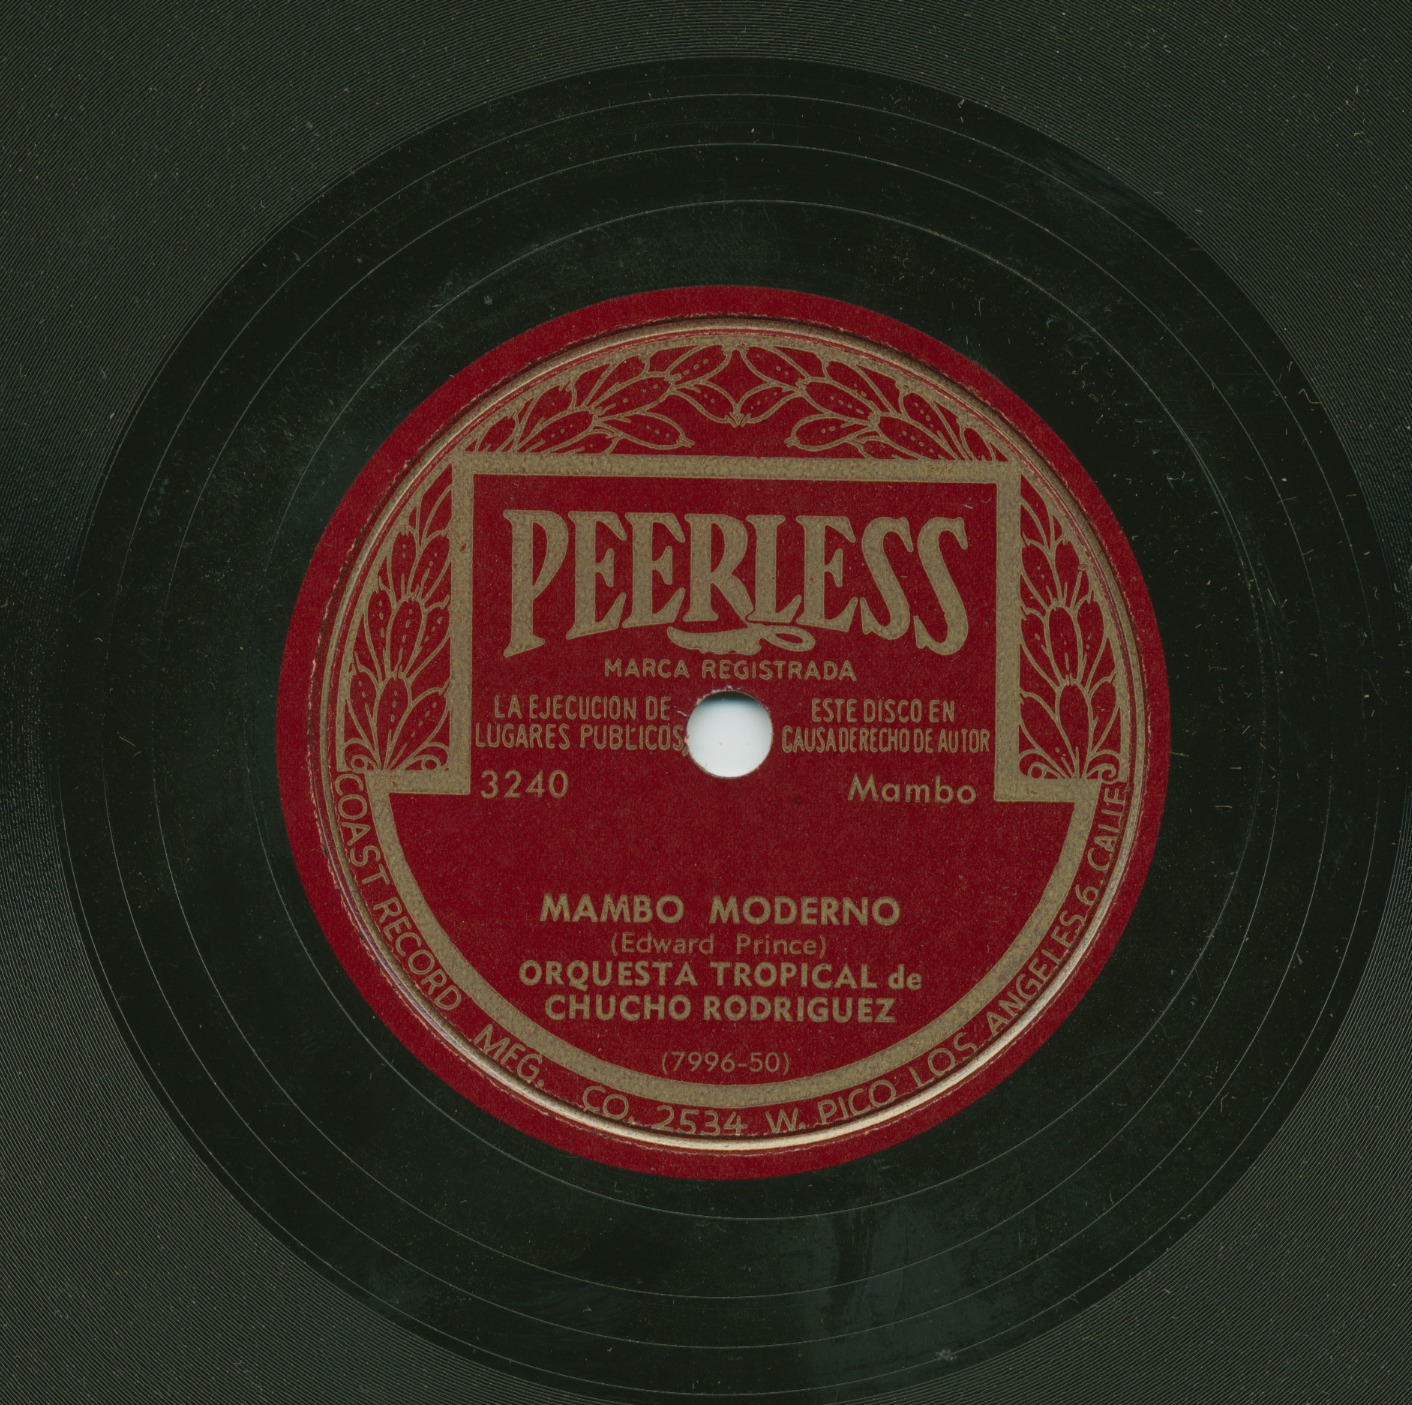 PEERLESS
MARCA REGISTRADA
LA EJECUCION DE ESTE DISCO EN
LUGARES PUBLICOS CAUSA DERECHO DE AUTOR
3240 Mambo
MAMBO MODERNO
(Edward Prince)
ORQUESTA TROPICAL de
CHUCHO RODRIGUEZ
(7996-50)
COAST RECORD MFG. CO. 2534 W. PICO LOS ANGELES 6, CALIF.